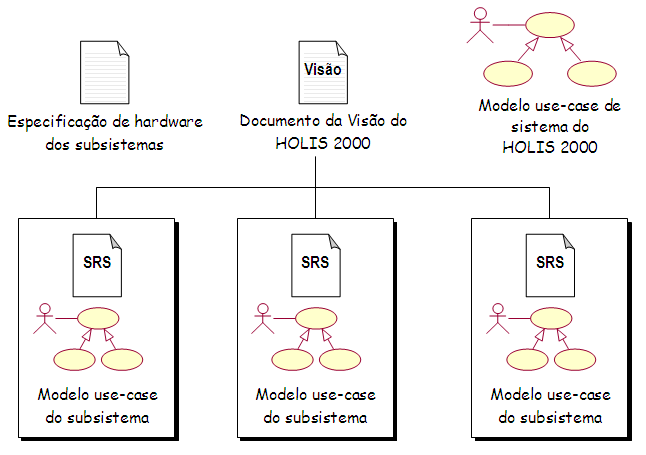 Especificação de hardware
dos subsistemas
Visão
Documento da Visão do
HOLIS 2000
Modelo use-case de
sistema do
HOLIS 2000
SRS
Modelo use-case
do subsistema
SRS
Modelo use-case
do subsistema
SRS
Modelo use-case
do subsistema